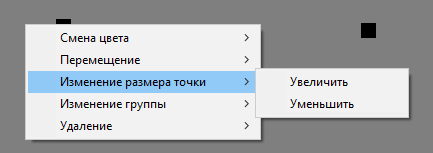 Смена цвета
Перемещение
Изменение размера точки
Изменение группы
Удаление
Увеличить
Уменьшить